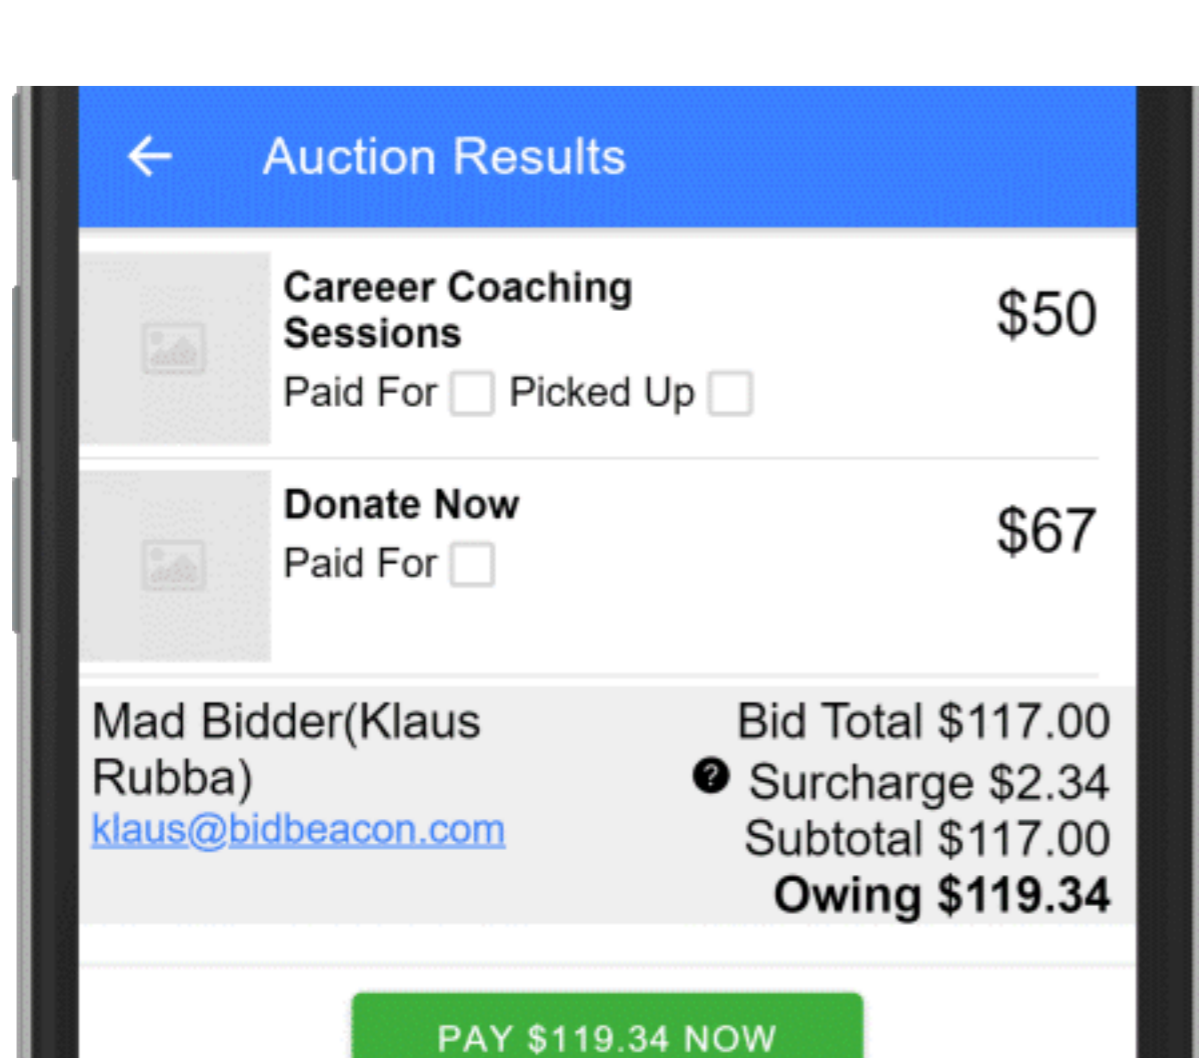 Auction Results
Careeer Coaching
Sessions
$50
Paid For Picked Up
Donate Now
$67
Paid For
Mad Bidder(Klaus
Rubba)
klaus@bidbeacon.com
Bid Total $117.00
? Surcharge $2.34
Subtotal $117.00
Owing $119.34
PAY $119.34 NOW